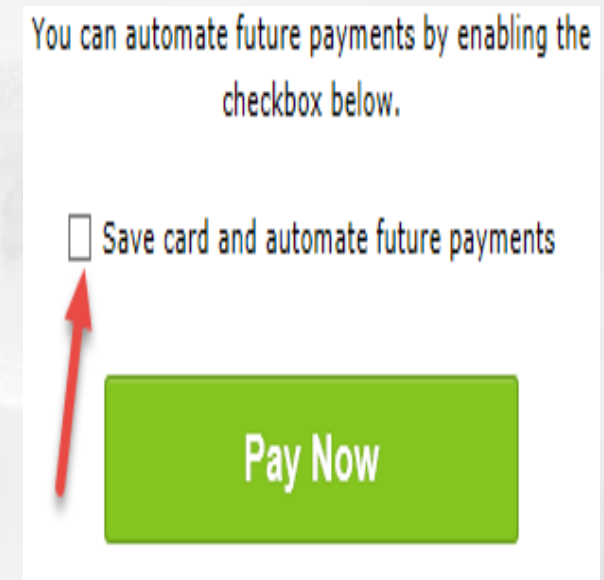 You can automate future payments by enabling the
checkbox below.
Save card and automate future payments
Pay Now